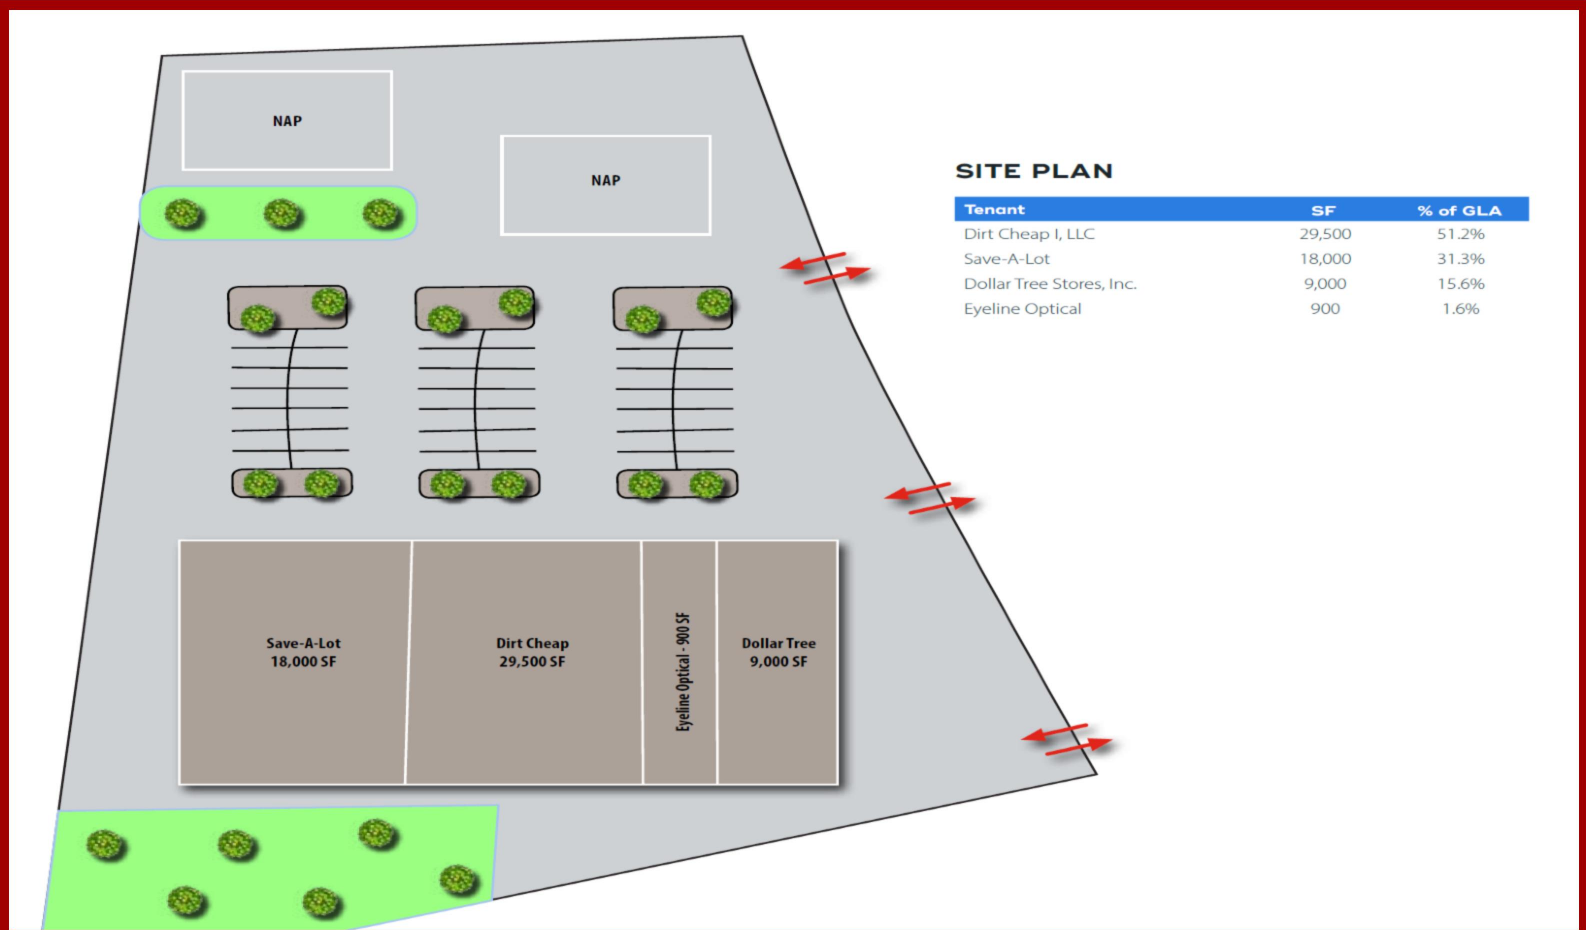 NAP
NAP
SITE PLAN
Tenant SF % of GLA
Dirt Cheap I, LLC 29,500 51.2%
Save-A-Lot 18,000 31.3%
Dollar Tree Stores, Inc. 9,000 15.6%
Eyeline Optical 900 1.6%
Save-A-Lot
18,000 SF
Dirt Cheap
29,500 SF
Eyeline Optical - 900 SF
Dollar Tree
9,000 SF